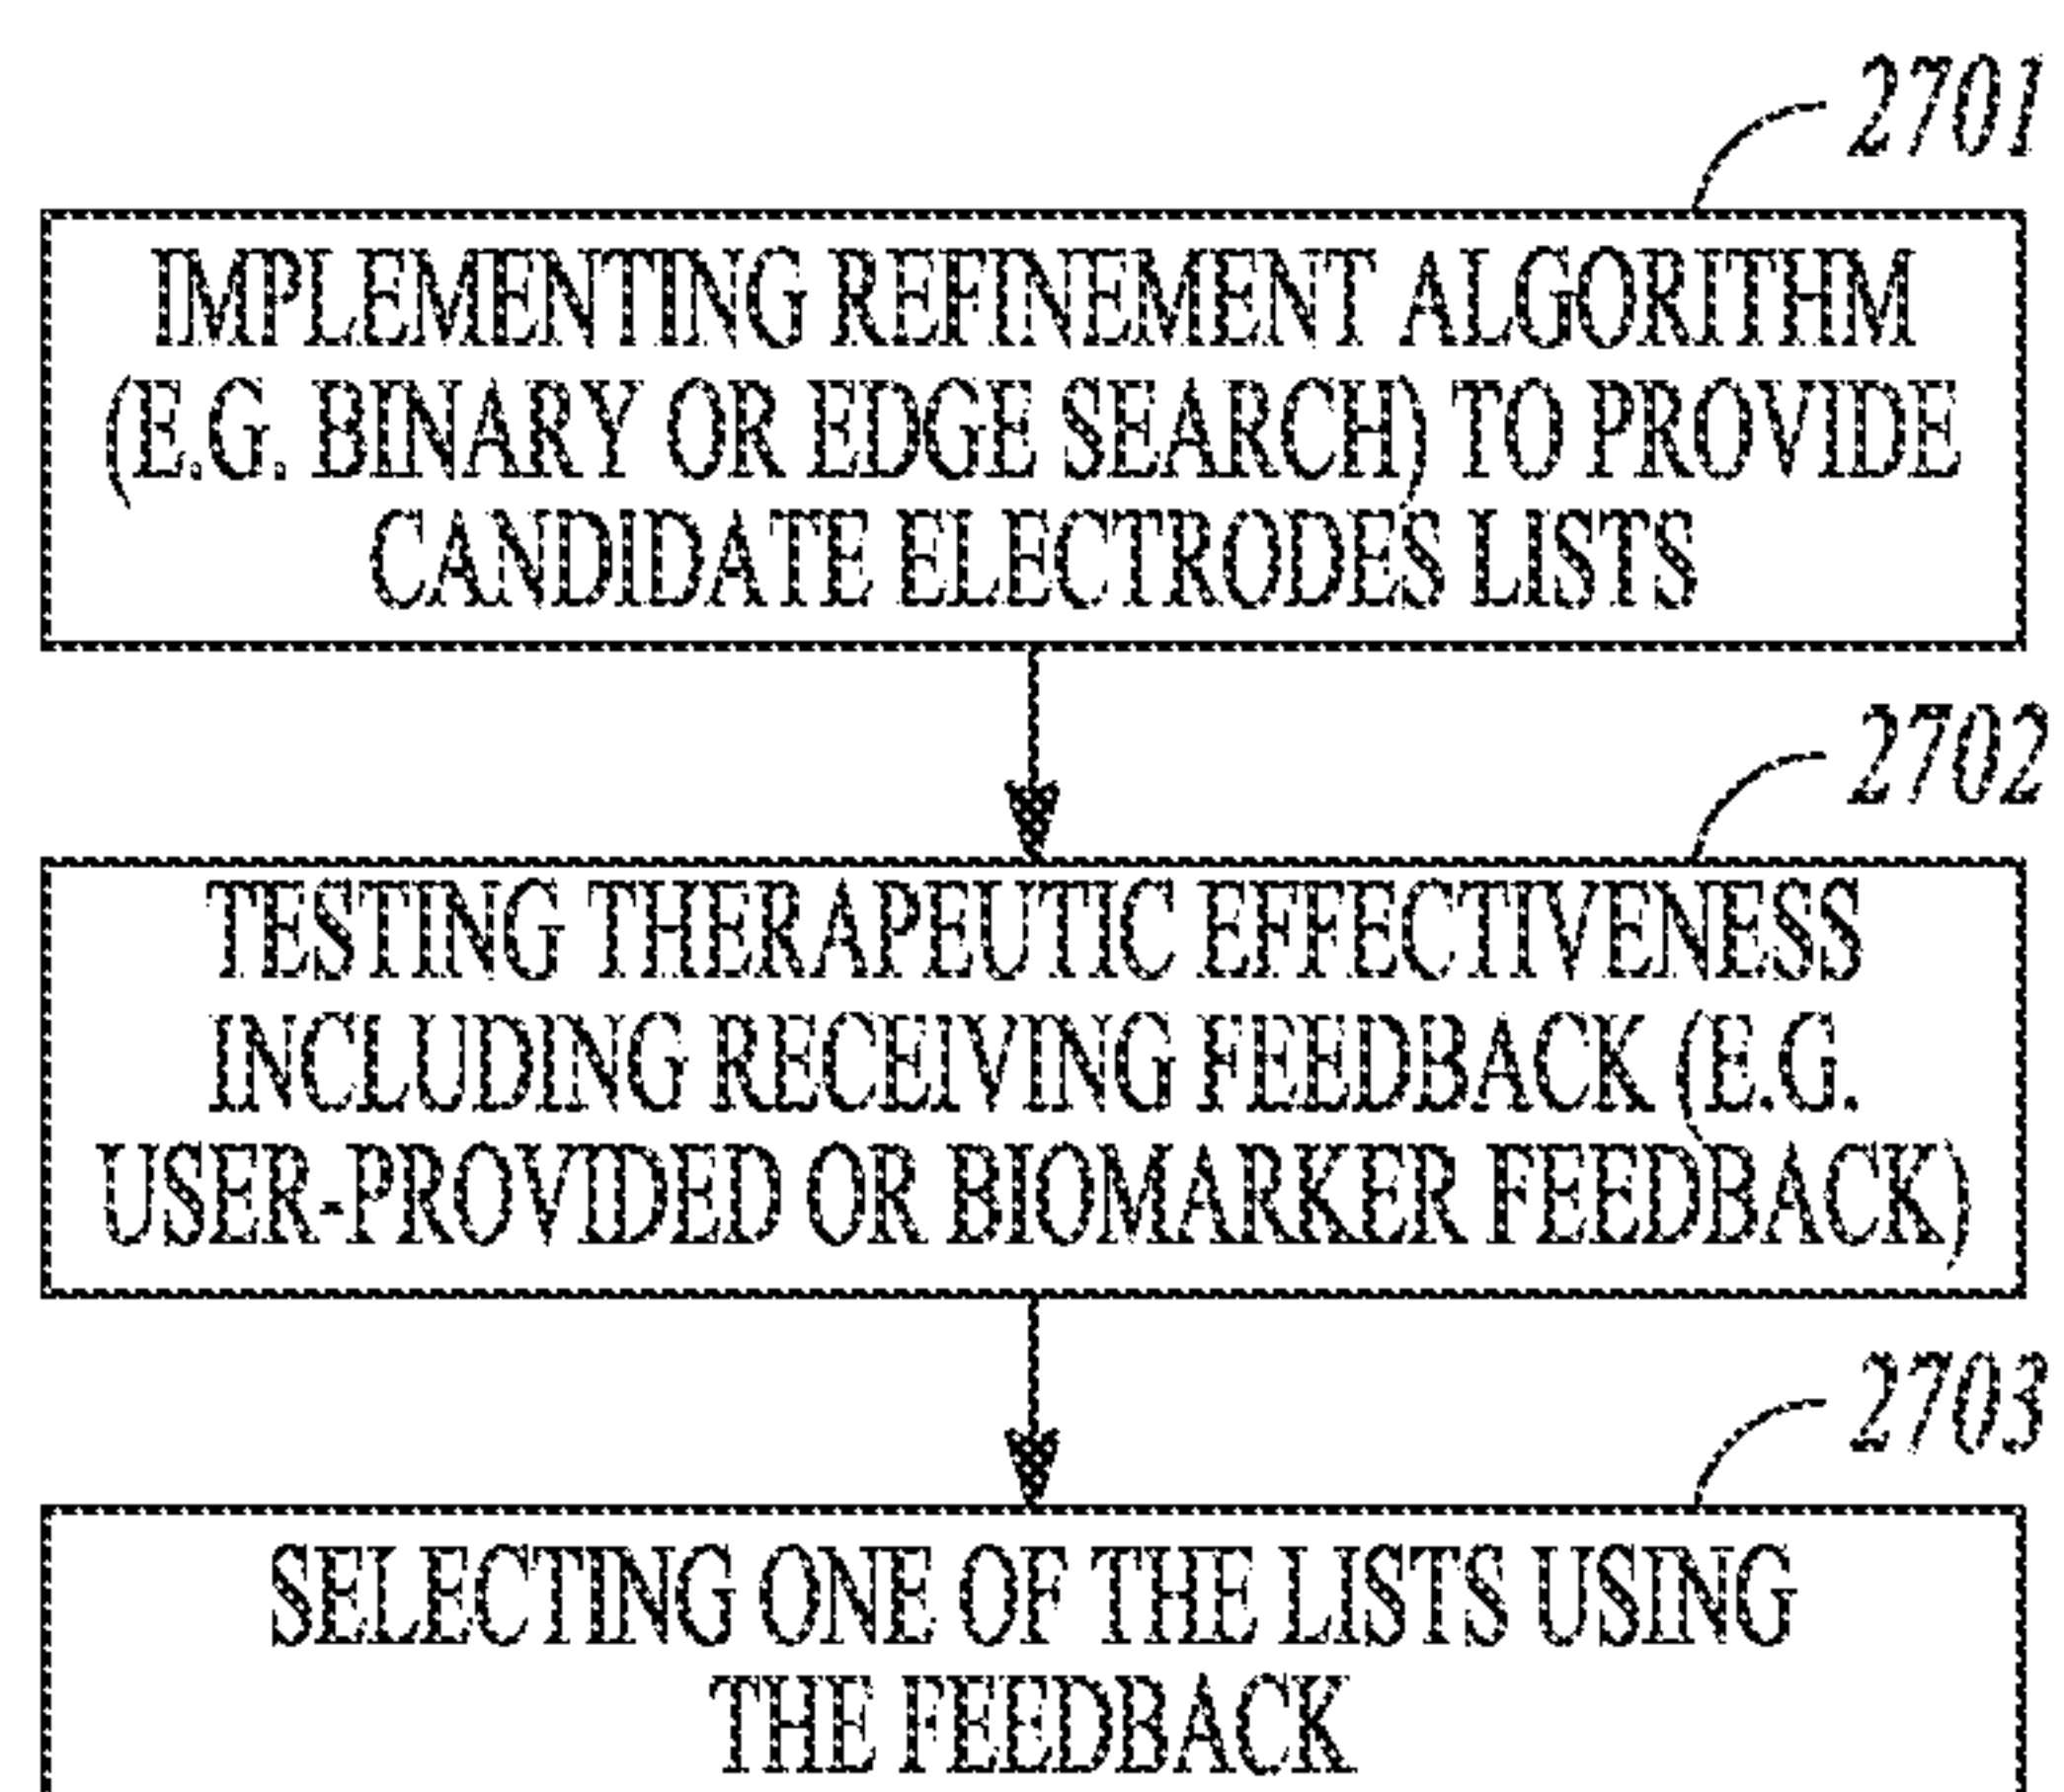 2701
IMPLEMENTING REFINEMENT ALGORITHM
(E.G. BINARY OR EDGE SEARCH) TO PROVIDE
CANDIDATE ELECTRODES LISTS
2702
TESTING THERAPEUTIC EFFECTIVENESS
INCLUDING RECEIVING FEEDBACK (E.G.
USER-PROVIDED OR BIOMARKER FEEDBACK)
2703
SELECTING ONE OF THE LISTS USING
THE FEEDBACK